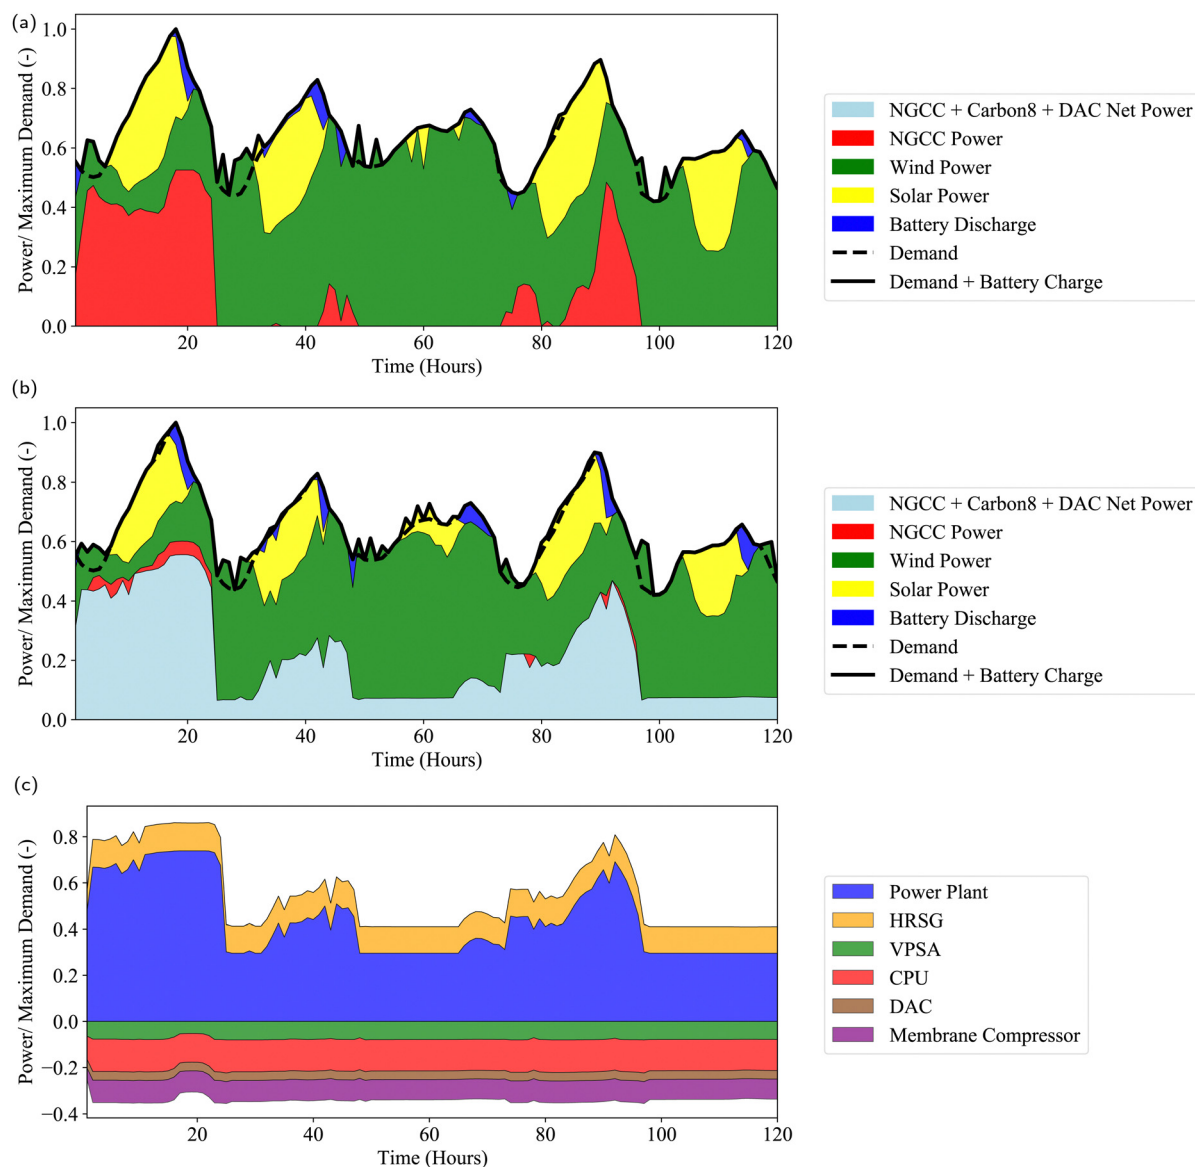 (a)
Power/ Maximum Demand (-)
1.0
0.8
0.6
0.4
0.2
0.0
20
40
60
80
100
120
Time (Hours)
NGCC + Carbon8 + DAC Net Power
NGCC Power
Wind Power
Solar Power
Battery Discharge
Demand
Demand + Battery Charge
(b)
Power/ Maximum Demand (-)
1.0
0.8
0.6
0.4
0.2
0.0
20
40
60
80
100
120
Time (Hours)
NGCC + Carbon8 + DAC Net Power
NGCC Power
Wind Power
Solar Power
Battery Discharge
Demand
Demand + Battery Charge
(c)
Power/ Maximum Demand (-)
0.8
0.6
0.4
0.2
0.0
−0.2
−0.4
20
40
60
80
100
120
Time (Hours)
Power Plant
HRSG
VPSA
CPU
DAC
Membrane Compressor